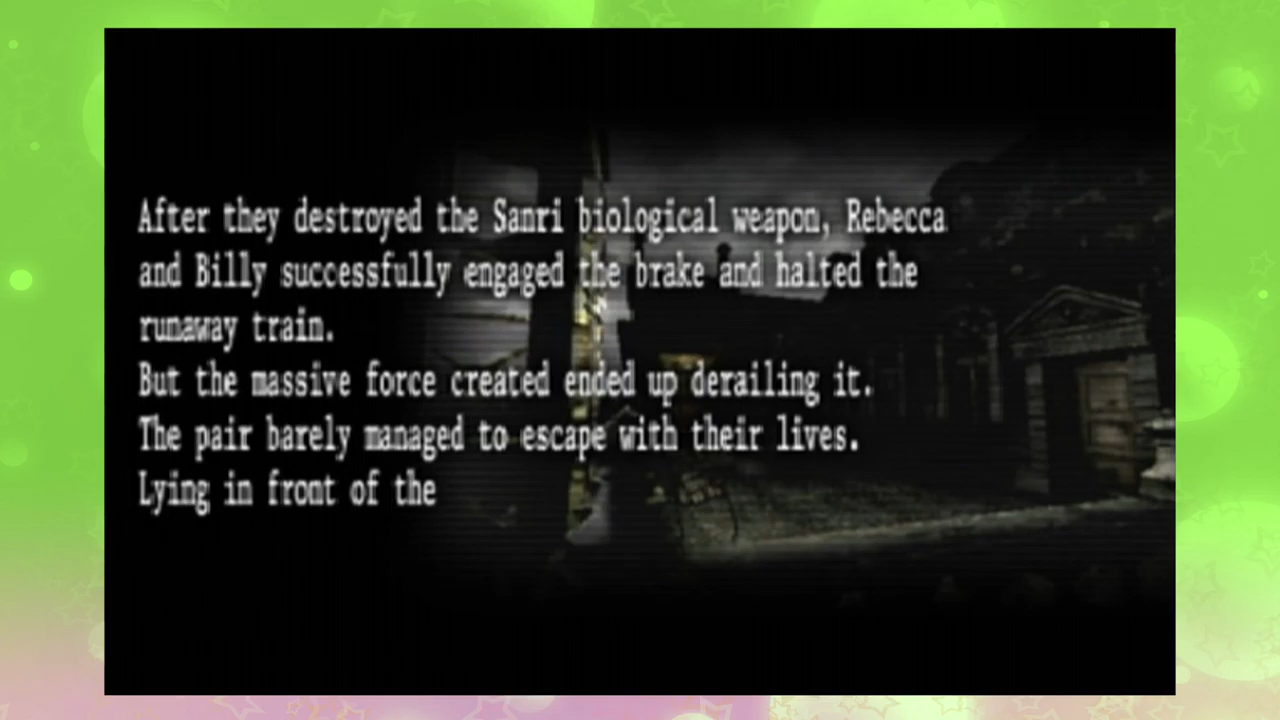 After they destroyed the Sanri biological weapon, Rebecca
and Billy successfully engaged the brake and halted the
runaway train.
But the massive force created ended up derailing it.
The pair barely managed to escape with their lives.
Lying in front of the